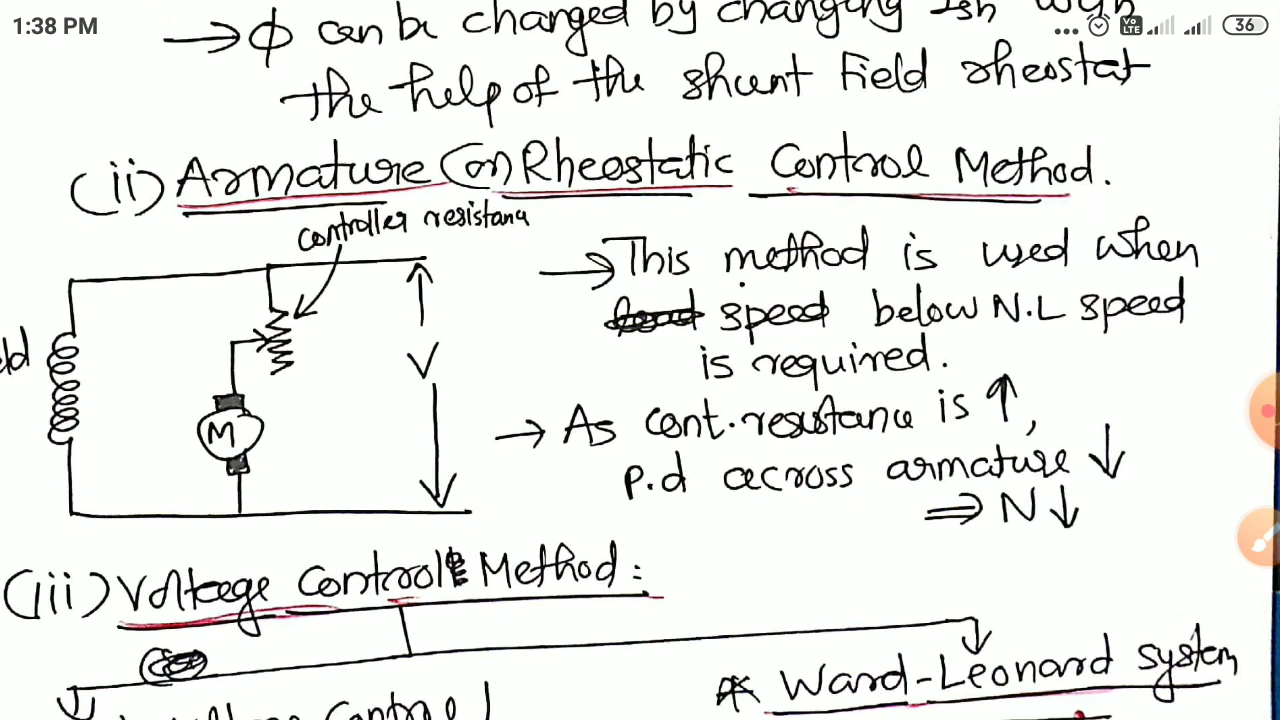 1:38 PM
36
→ ϕ can be changed by changing Ish with
the help of the shunt Field rheostat
(ii) Armature (or) Rheostatic Control Method.
controller resistance
→ This method is used when
speed below N.L speed
is required.
V
M
→ As cont. resistance is ↑,
p.d across armature ↓
⇒ N ↓
(iii) Voltage Control Method:
* Ward-Leonard system